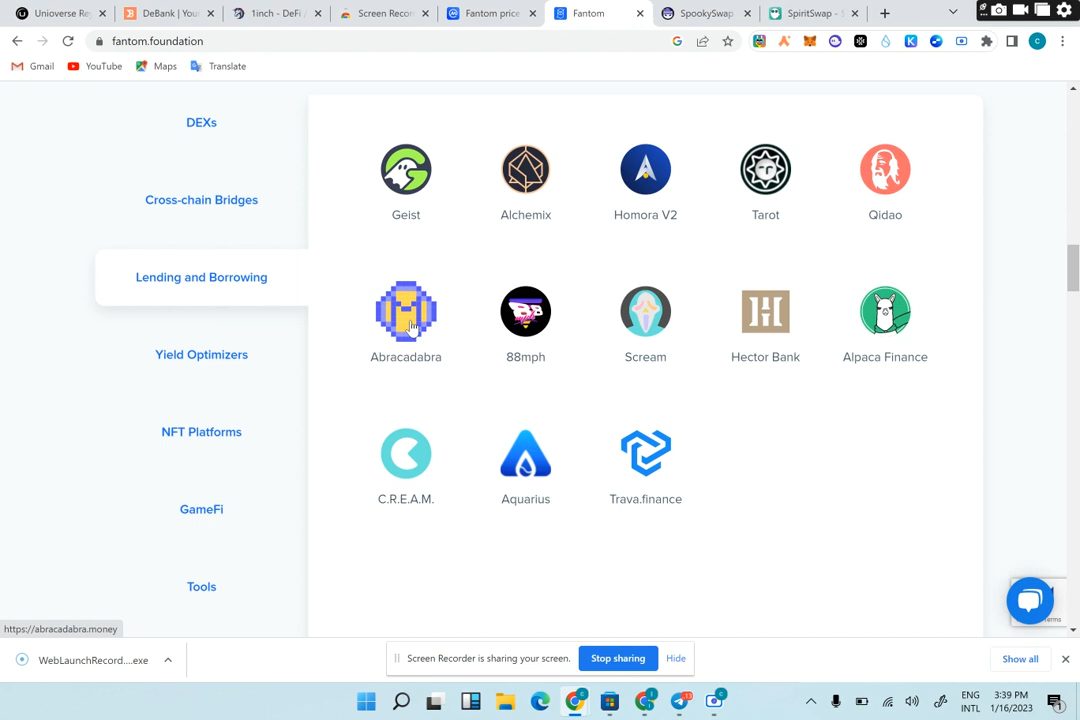 Unioverse Re
DeBank | You
1inch - DeFi
Screen Recor
Fantom price
Fantom
SpookySwap
SpiritSwap - S
fantom.foundation
Gmail
YouTube
Maps
Translate
DEXs
Cross-chain Bridges
Lending and Borrowing
Yield Optimizers
NFT Platforms
GameFi
Tools
Geist
Alchemix
Homora V2
Tarot
Qidao
Abracadabra
88mph
Scream
Hector Bank
Alpaca Finance
C.R.E.A.M.
Aquarius
Trava.finance
https://abracadabra.money
WebLaunchRecord....exe
Screen Recorder is sharing your screen.
Stop sharing
Hide
Show all
ENG
INTL
3:39 PM
1/16/2023